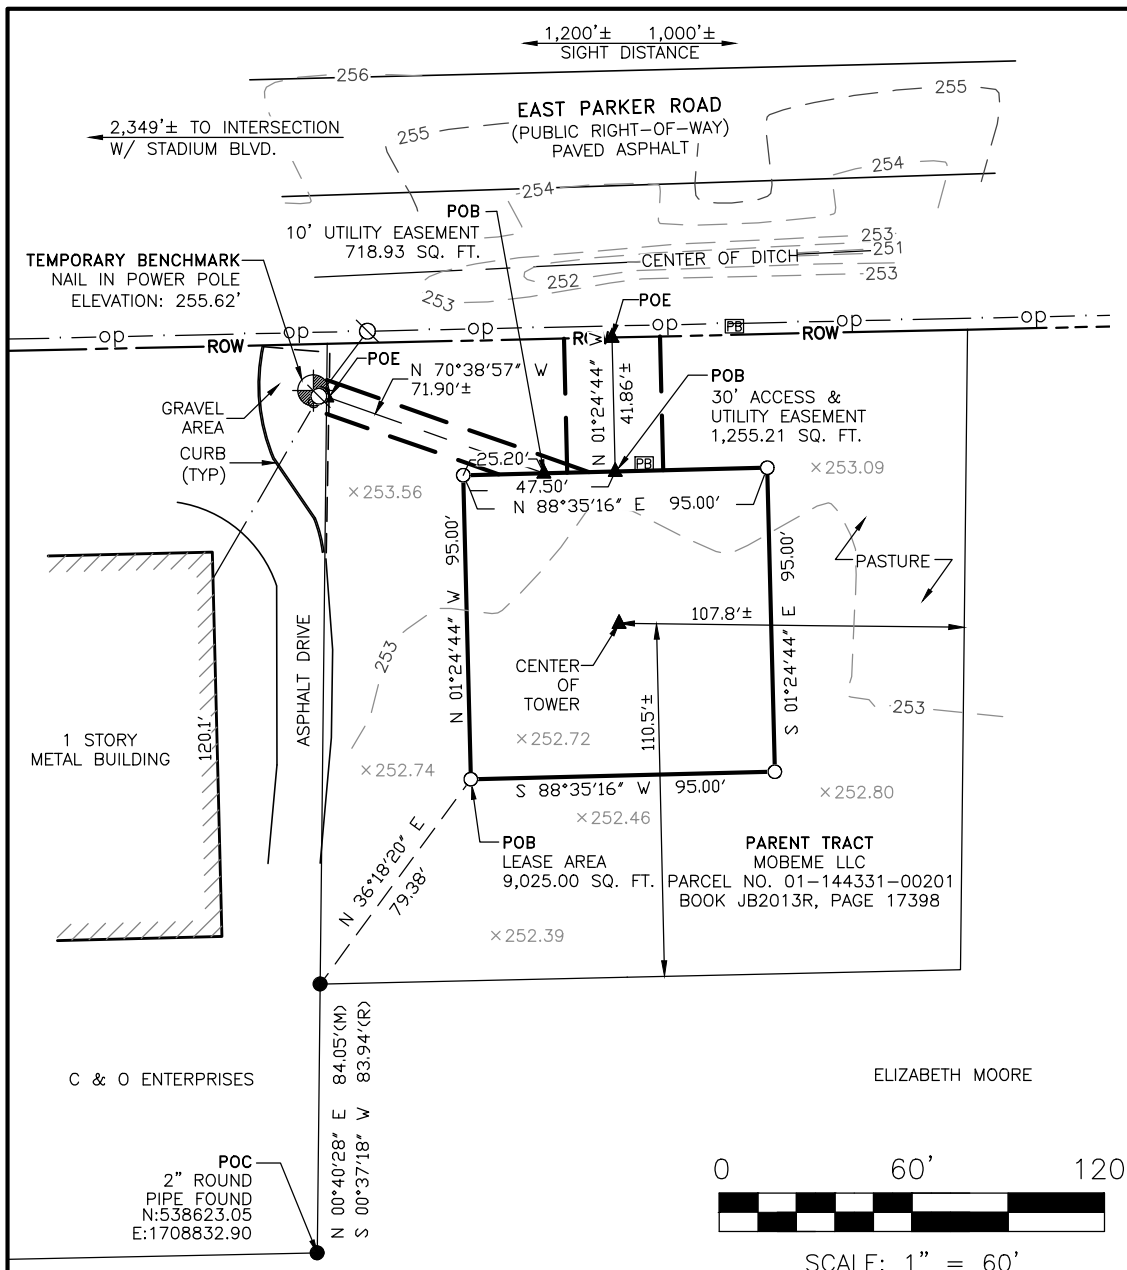 1,200'± 1,000'±
SIGHT DISTANCE
256
EAST PARKER ROAD
(PUBLIC RIGHT-OF-WAY)
PAVED ASPHALT
255
255
2,349'± TO INTERSECTION
W/ STADIUM BLVD.
254
254
POB
10' UTILITY EASEMENT
718.93 SQ. FT.
253
251
253
CENTER OF DITCH
252
253
TEMPORARY BENCHMARK
NAIL IN POWER POLE
ELEVATION: 255.62'
POE
op op op op op op
PB
ROW ROW ROW
POE
N 70°38'57" W
71.90'±
N 01°24'44" W
41.86'±
POB
30' ACCESS &
UTILITY EASEMENT
1,255.21 SQ. FT.
GRAVEL
AREA
CURB
(TYP)
25.20'
PB
47.50'
N 88°35'16" E 95.00'
×253.56
×253.09
PASTURE
N 01°24'44" W 95.00'
S 01°24'44" E 95.00'
107.8'±
CENTER
OF
TOWER
110.5'±
253
253
ASPHALT DRIVE
120.1'
1 STORY
METAL BUILDING
×252.72
×252.74
×252.80
S 88°35'16" W 95.00'
×252.46
POB
LEASE AREA
9,025.00 SQ. FT.
PARENT TRACT
MOBEME LLC
PARCEL NO. 01-144331-00201
BOOK JB2013R, PAGE 17398
N 36°18'20" E
79.38'
×252.39
N 00°40'28" E 84.05'(M)
S 00°37'18" W 83.94'(R)
C & O ENTERPRISES
ELIZABETH MOORE
POC
2" ROUND
PIPE FOUND
N:538623.05
E:1708832.90
0 60' 120
SCALE: 1" = 60'